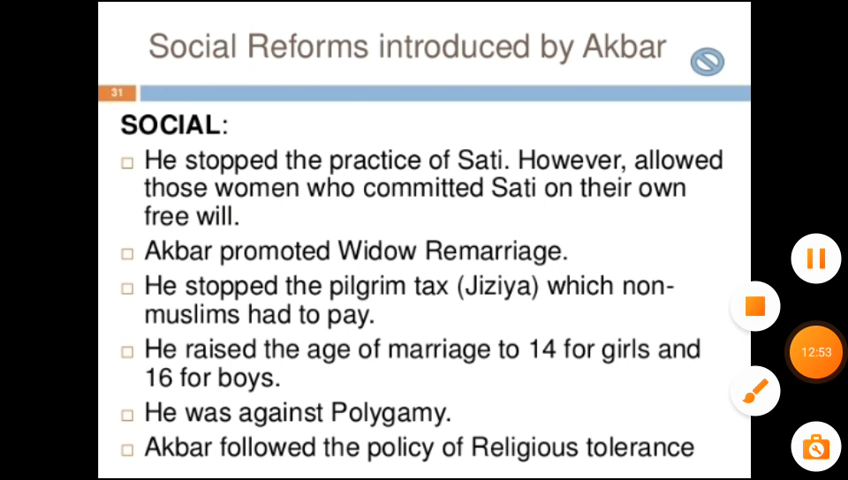 Social Reforms introduced by Akbar
31
SOCIAL:
He stopped the practice of Sati. However, allowed
those women who committed Sati on their own
free will.
Akbar promoted Widow Remarriage.
He stopped the pilgrim tax (Jiziya) which non-
muslims had to pay.
He raised the age of marriage to 14 for girls and
16 for boys.
He was against Polygamy.
Akbar followed the policy of Religious tolerance
12:53